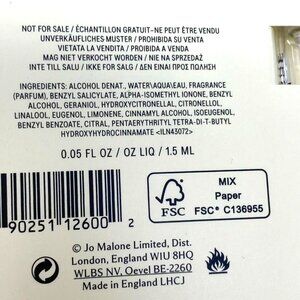 NOT FOR SALE / ÉCHANTILLON GRATUIT-NE PEUT ÊTRE VENDU
UNVERKÄUFLICHES MUSTER / PROHIBIDA SU VENTA
VIETATA LA VENDITA / PROIBIDO A VENDA
MAG NIET VERKOCHT WORDEN / NIE NA SPRZEDAŻ
INTE TILL SALU / IKKE FOR SALG / ΔΕΝ ΕΙΝΑΙ ΠΡΟΣ ΠΩΛΗΣΗ
INGREDIENTS: ALCOHOL DENAT., WATER\AQUA\EAU, FRAGRANCE
(PARFUM), BENZYL SALICYLATE, ALPHA-ISOMETHYL IONONE, BENZYL
ALCOHOL, GERANIOL, HYDROXYCITRONELLAL, CITRONELLOL,
LINALOOL, EUGENOL, LIMONENE, CINNAMYL ALCOHOL, ISOEUGENOL,
BENZYL BENZOATE, CITRAL, PENTAERYTHRITYL TETRA-DI-T-BUTYL
HYDROXYHYDROCINNAMATE <ILN43072>
0.05 FL OZ/ OZ LIQ / 1.5 ML
90251 12600 2
FSC
MIX
Paper
FSC® C136955
© Jo Malone Limited, Dist.
London, England W1U 8HQ
WLBS NV, Oevel BE-2260
Made in England LHCJ